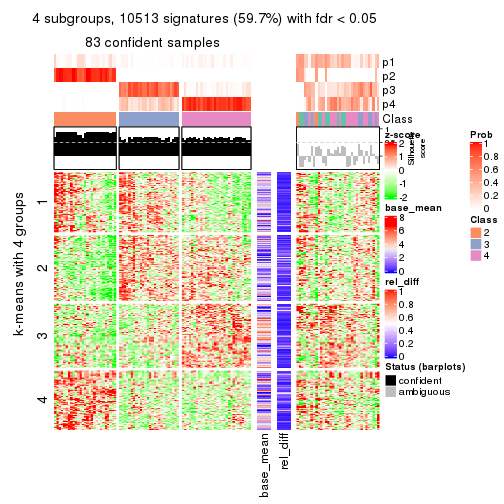 4 subgroups, 10513 signatures (59.7%) with fdr < 0.05
83 confident samples
p1
p2
p3
p4
Class
1
Silhouette
score
k-means with 4 groups
1
2
3
4
base_mean
rel_diff
z-score
2
1
0
-1
-2
base_mean
8
6
4
2
0
rel_diff
1
0.8
0.6
0.4
0.2
0
Status (barplots)
confident
ambiguous
Prob
1
0.8
0.6
0.4
0.2
0
Class
2
3
4